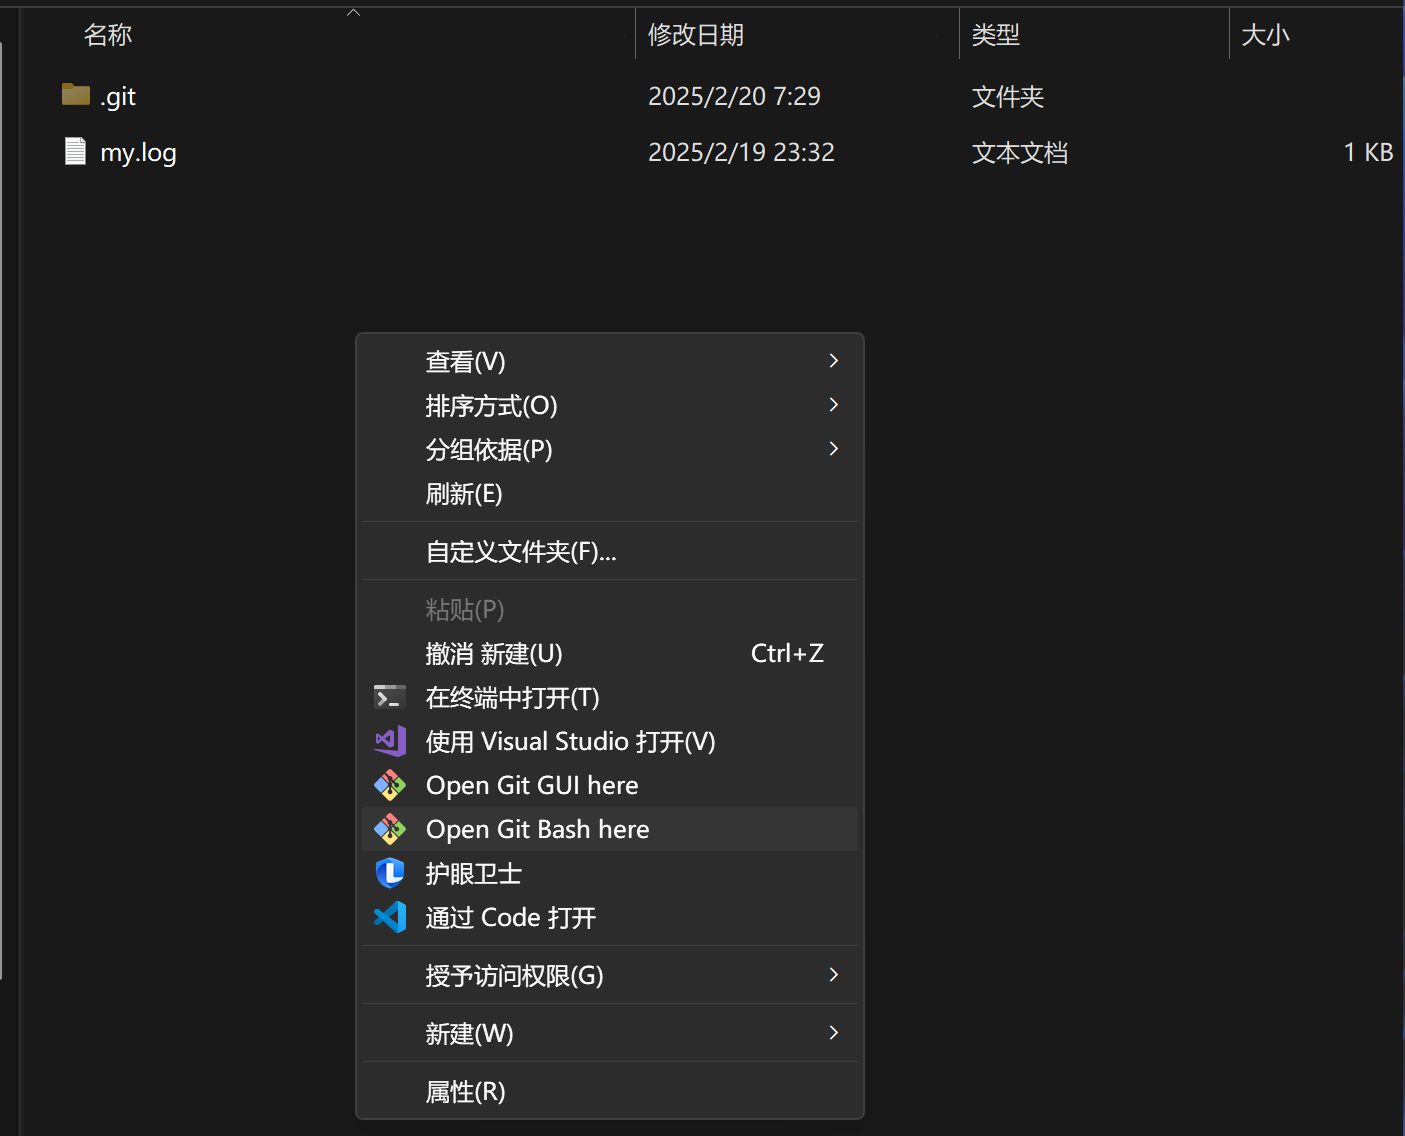 名称 修改日期 类型 大小
.git 2025/2/20 7:29 文件夹
my.log 2025/2/19 23:32 文本文档 1 KB
查看(V)
排序方式(O)
分组依据(P)
刷新(E)
自定义文件夹(F)...
粘贴(P)
撤消 新建(U) Ctrl+Z
在终端中打开(T)
使用 Visual Studio 打开(V)
Open Git GUI here
Open Git Bash here
护眼卫士
通过 Code 打开
授予访问权限(G)
新建(W)
属性(R)